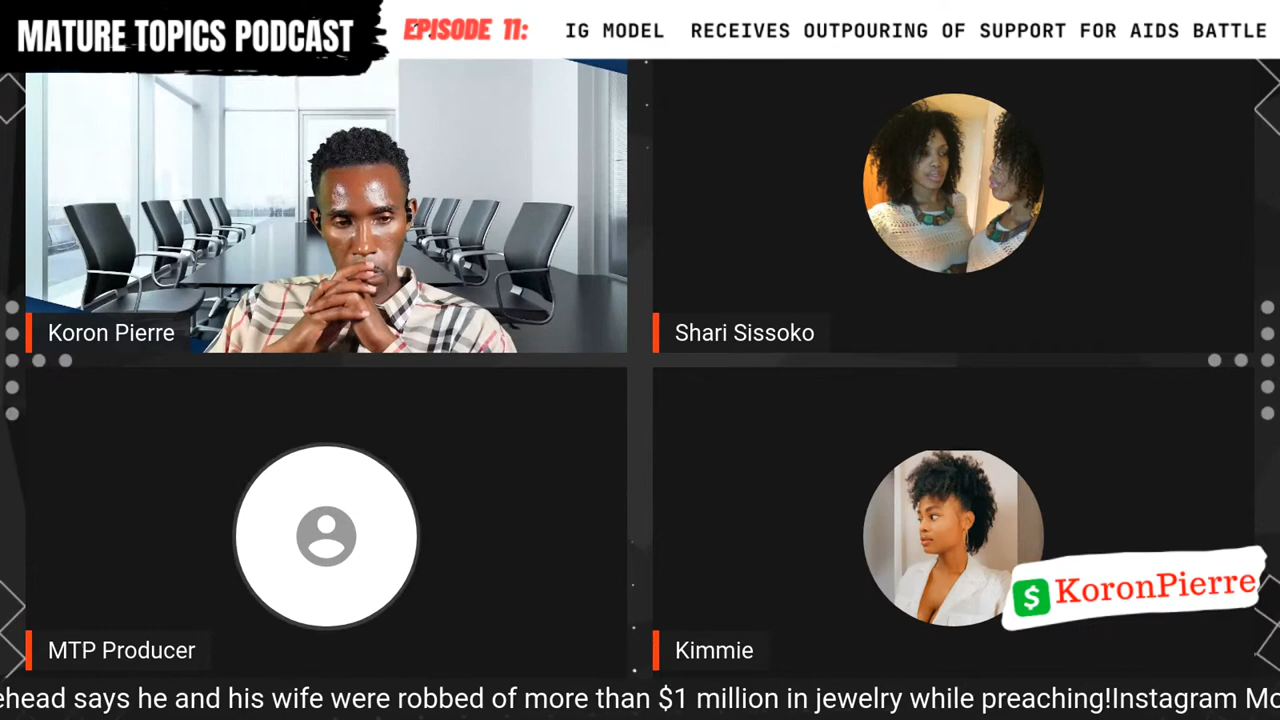 MATURE TOPICS PODCAST
EPISODE 11:
IG MODEL RECEIVES OUTPOURING OF SUPPORT FOR AIDS BATTLE
Koron Pierre
Shari Sissoko
MTP Producer
Kimmie
$ KoronPierre
ehead says he and his wife were robbed of more than $1 million in jewelry while preaching!Instagram Mo